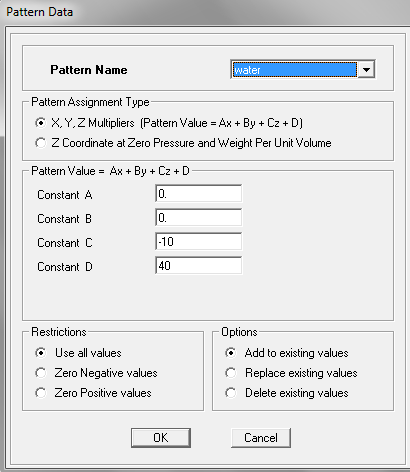 Pattern Data
Pattern Name water
Pattern Assignment Type
X, Y, Z Multipliers (Pattern Value = Ax + By + Cz + D)
Z Coordinate at Zero Pressure and Weight Per Unit Volume
Pattern Value = Ax + By + Cz + D
Constant A 0.
Constant B 0.
Constant C -10
Constant D 40
Restrictions
Use all values
Zero Negative values
Zero Positive values
Options
Add to existing values
Replace existing values
Delete existing values
OK Cancel